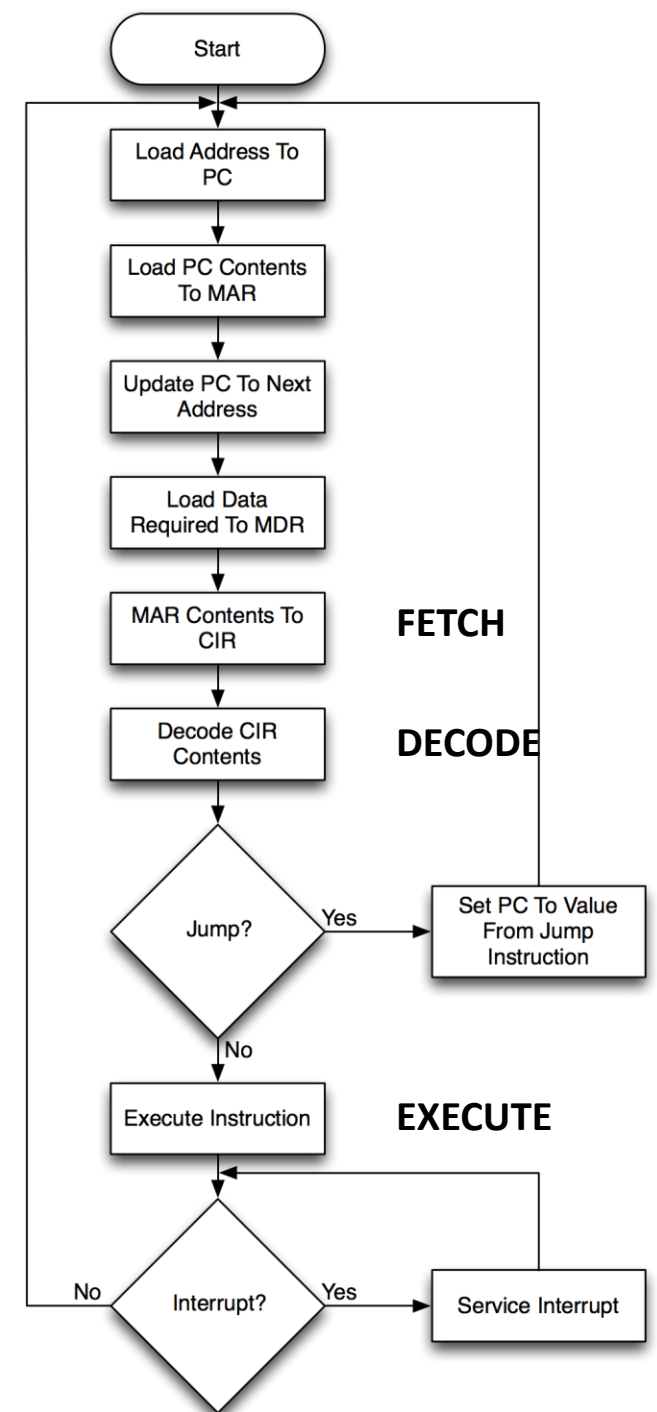 Start
Load Address To
PC
Load PC Contents
To MAR
Update PC To Next
Address
Load Data
Required To MDR
MAR Contents To
CIR
FETCH
Decode CIR
Contents
DECODE
Jump?
Yes
Set PC To Value
From Jump
Instruction
No
Execute Instruction
EXECUTE
No
Interrupt?
Yes
Service Interrupt